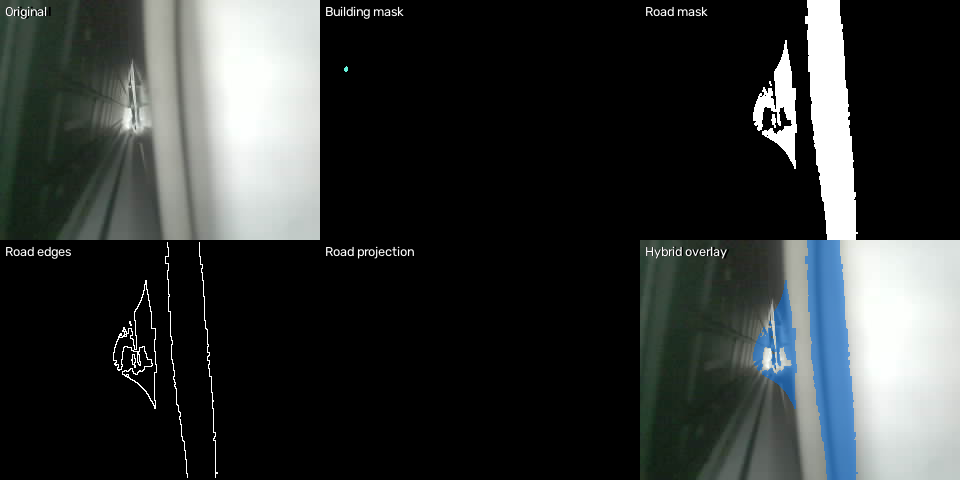 Original
Building mask
Road mask
Road edges
Road projection
Hybrid overlay